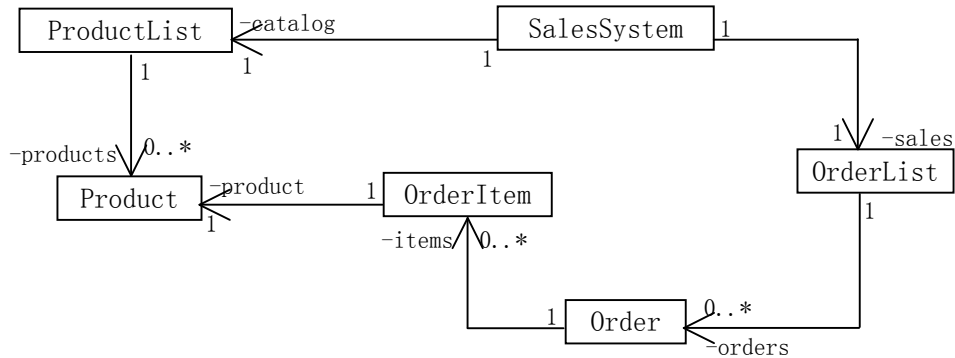 ProductList
-catalog
1
1
SalesSystem
1
1
-products
0..*
1
-sales
OrderList
Product
-product
1
1
OrderItem
1
-items
0..*
1
Order
0..*
-orders